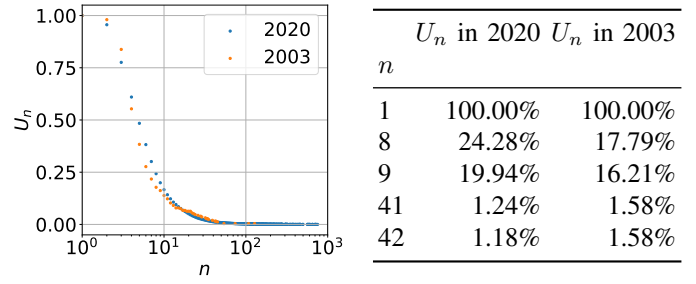 1.00
0.75
0.50
0.25
0.00
U_n
2020
2003
10^0 10^1 10^2 10^3
n
U_n in 2020 U_n in 2003
n
1 100.00% 100.00%
8 24.28% 17.79%
9 19.94% 16.21%
41 1.24% 1.58%
42 1.18% 1.58%